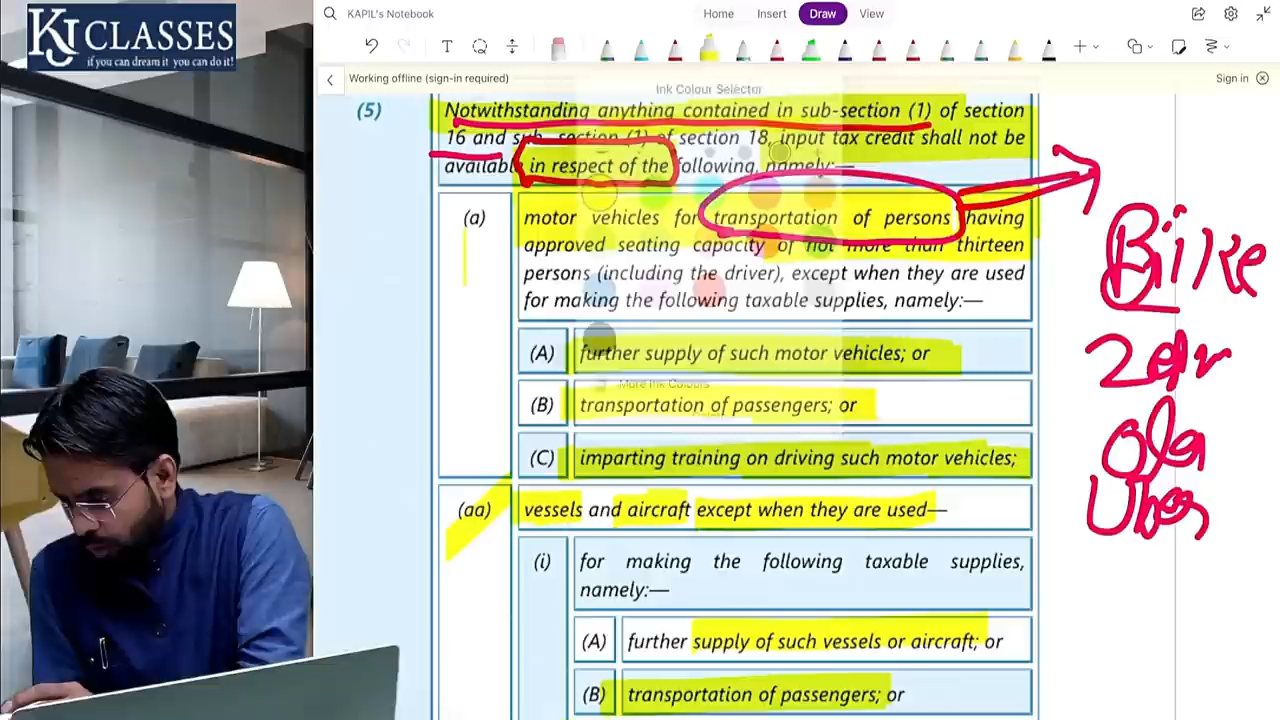 KJ CLASSES
if you can dream it you can do it!
KAPIL's Notebook
Home Insert Draw View
Working offline (sign-in required)
Sign in
Ink Colour Selector
(5) Notwithstanding anything contained in sub-section (1) of section
16 and sub-section (1) of section 18, input tax credit shall not be
available in respect of the following, namely:—
(a) motor vehicles for transportation of persons having
approved seating capacity of not more than thirteen
persons (including the driver), except when they are used
for making the following taxable supplies, namely:—
(A) further supply of such motor vehicles; or
More Ink Colours
(B) transportation of passengers; or
(C) imparting training on driving such motor vehicles;
(aa) vessels and aircraft except when they are used—
(i) for making the following taxable supplies,
namely:—
(A) further supply of such vessels or aircraft; or
(B) transportation of passengers; or
Bike
Ola
Uber